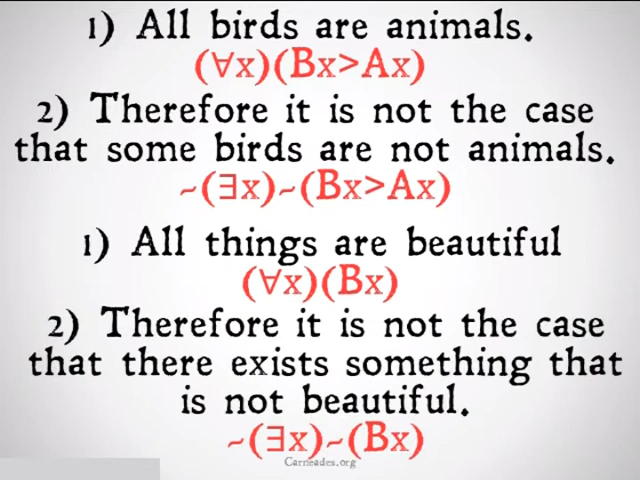 1) All birds are animals.
(∀x)(Bx>Ax)
2) Therefore it is not the case
that some birds are not animals.
~(∃x)~(Bx>Ax)
1) All things are beautiful
(∀x)(Bx)
2) Therefore it is not the case
that there exists something that
is not beautiful.
~(∃x)~(Bx)
Carneades.org